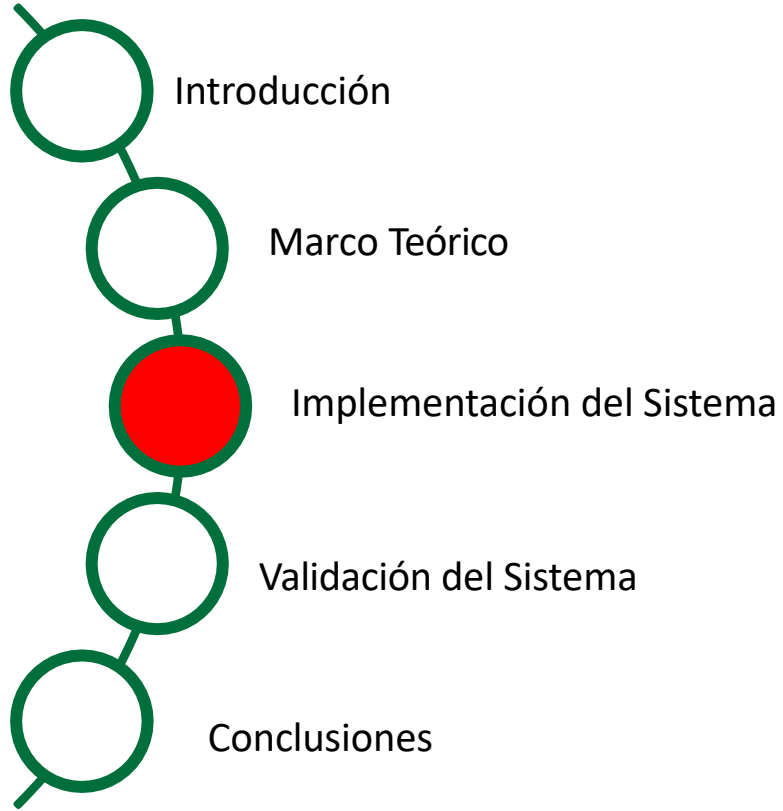 Introducción
Marco Teórico
Implementación del Sistema
Validación del Sistema
Conclusiones